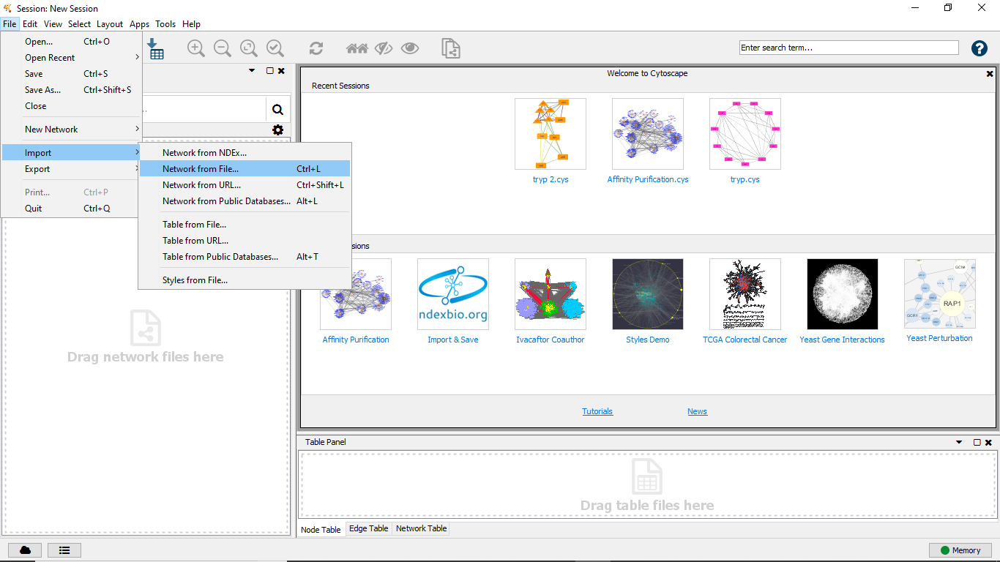 Session: New Session
File Edit View Select Layout Apps Tools Help
Open... Ctrl+O
Open Recent
Save Ctrl+S
Save As... Ctrl+Shift+S
Close
New Network
Import
Export
Print... Ctrl+P
Quit Ctrl+Q
Network from NDEx...
Network from File... Ctrl+L
Network from URL... Ctrl+Shift+L
Network from Public Databases... Alt+L
Table from File...
Table from URL...
Table from Public Databases... Alt+T
Styles from File...
Enter search term...
?
Drag network files here
Welcome to Cytoscape
Recent Sessions
tryp 2.cys Affinity Purification.cys tryp.cys
ndexbio.org
GCN4
RAP1
GCR1
Affinity Purification Import & Save Ivacaftor Coauthor Styles Demo TCGA Colorectal Cancer Yeast Gene Interactions Yeast Perturbation
Tutorials News
Table Panel
Drag table files here
Node Table Edge Table Network Table
Memory